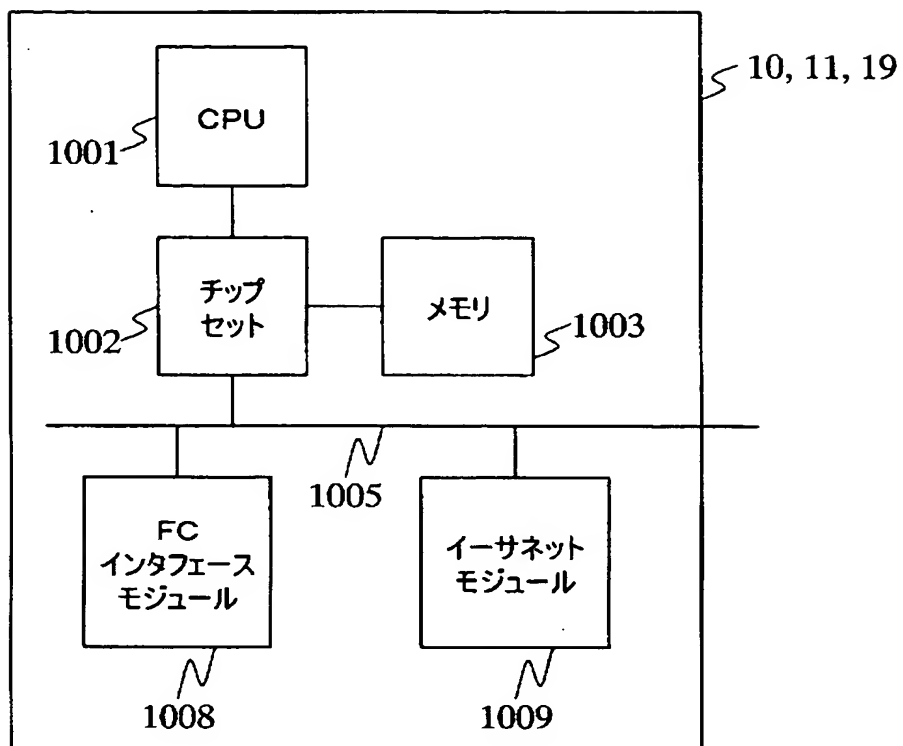 10, 11, 19
CPU
1001
チップ
セット
1002
メモリ
1003
1005
FC
インタフェース
モジュール
1008
イーサネット
モジュール
1009